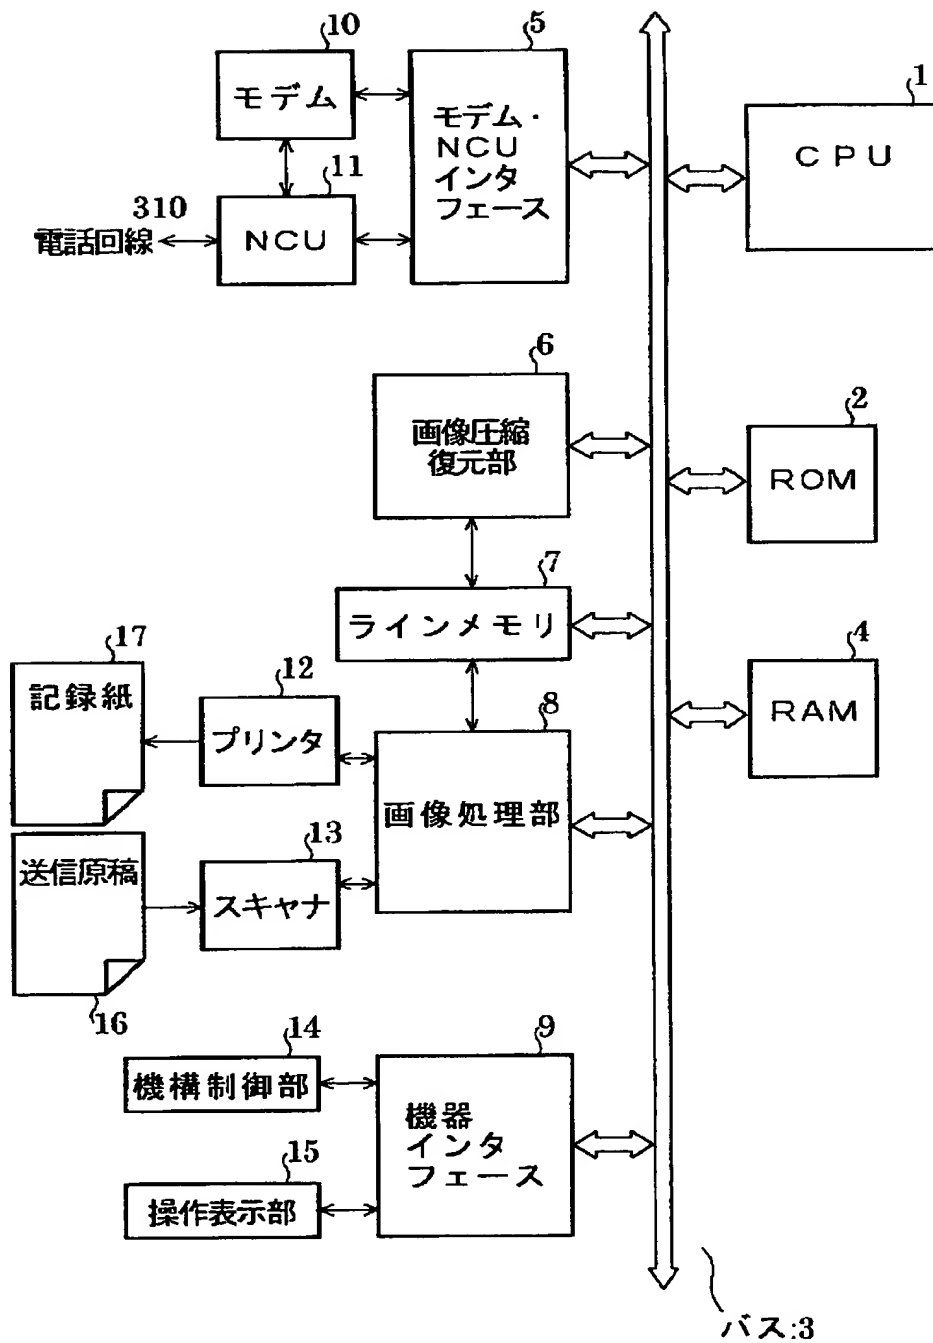 10
モデム
5
モデム・
NCU
インタ
フェース
1
CPU
11
NCU
310
電話回線
6
画像圧縮
復元部
2
ROM
7
ラインメモリ
4
RAM
17
記録紙
12
プリンタ
8
画像処理部
送信原稿
16
13
スキャナ
14
機構制御部
9
機器
インタ
フェース
15
操作表示部
バス:3